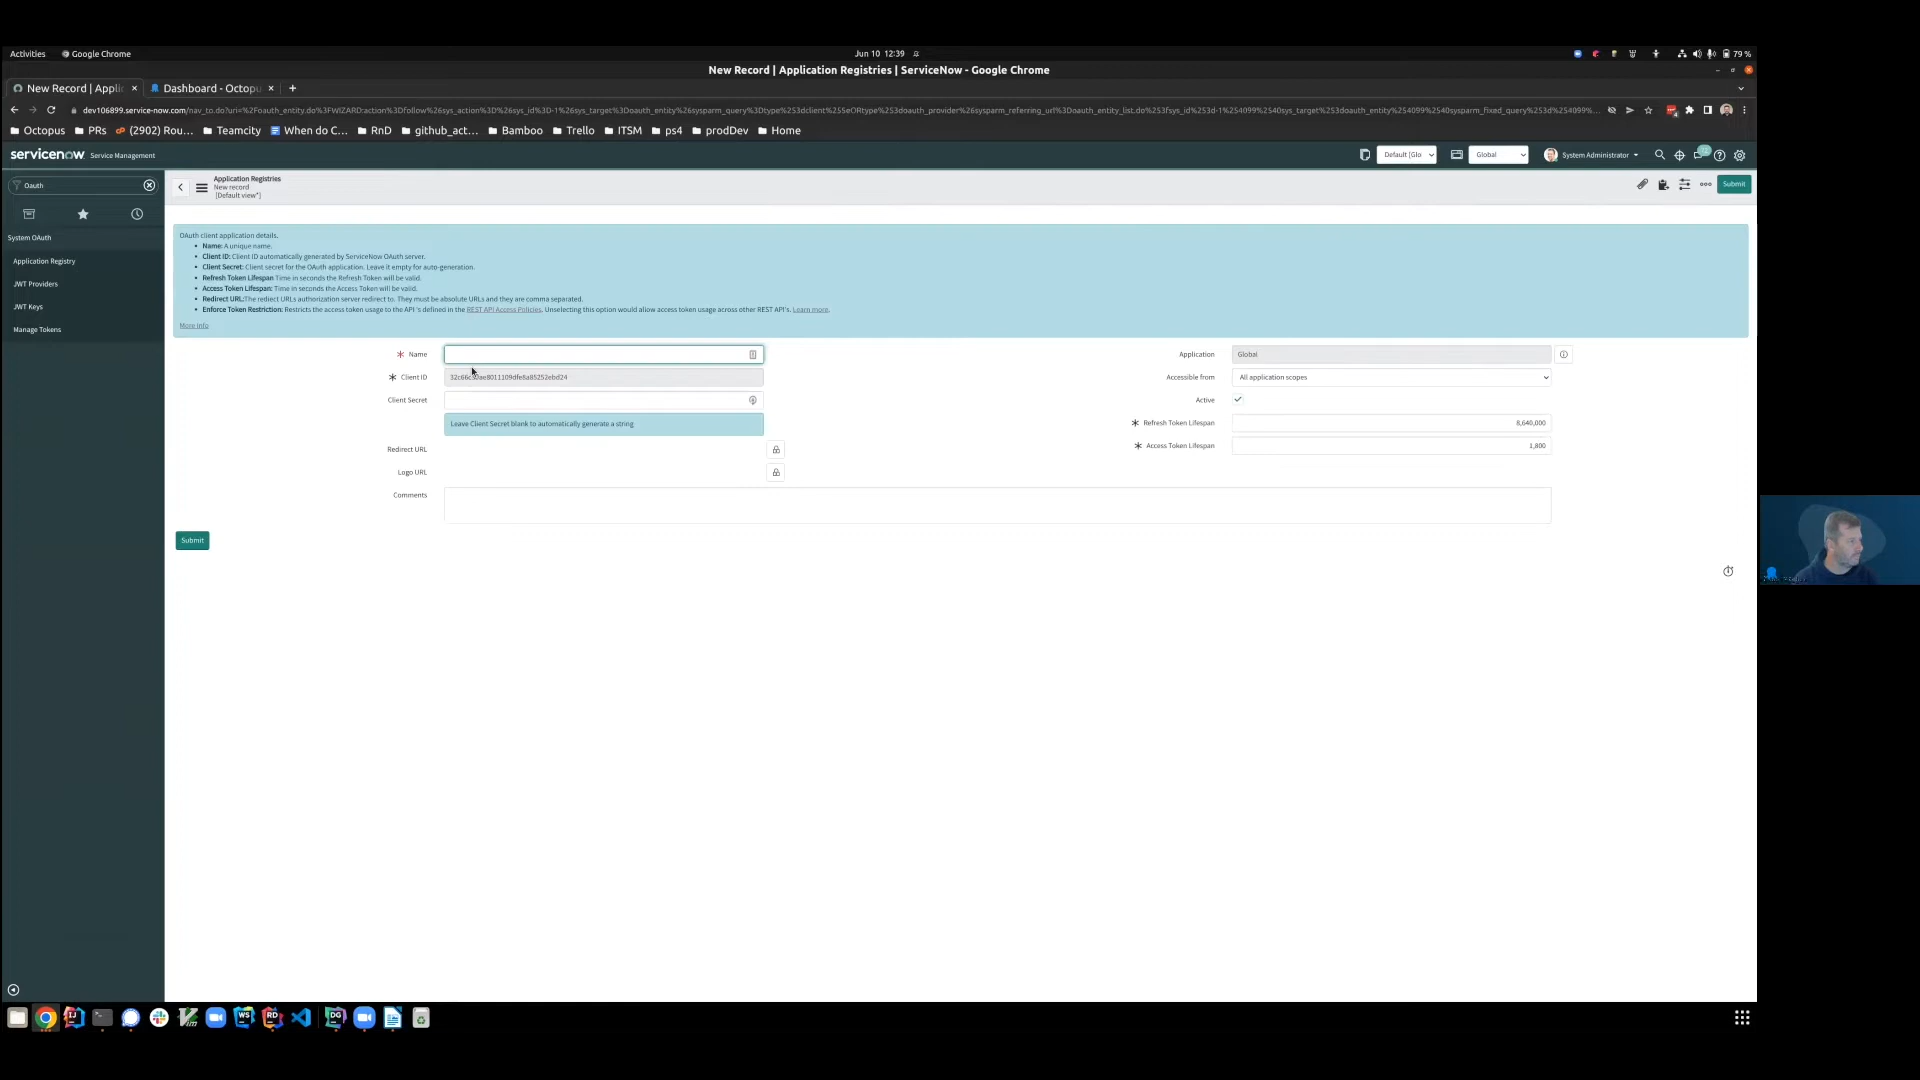 Activities
Google Chrome
Jun 10 12:39
79 %
New Record | Application Registries | ServiceNow - Google Chrome
New Record | Applic
Dashboard - Octopu
Octopus
PRs
(2902) Rou...
Teamcity
When do C...
RnD
github_act...
Bamboo
Trello
ITSM
ps4
prodDev
Home
servicenow Service Management
Default [Glo
Global
System Administrator
Oauth
Application Registries
New record
[Default view*]
Submit
System OAuth
Application Registry
JWT Providers
JWT Keys
Manage Tokens
OAuth client application details.
• Name: A unique name.
• Client ID: Client ID automatically generated by ServiceNow OAuth server.
• Client Secret: Client secret for the OAuth application. Leave it empty for auto-generation.
• Refresh Token Lifespan Time in seconds the Refresh Token will be valid.
• Access Token Lifespan: Time in seconds the Access Token will be valid.
• Redirect URL:The redirect URLs authorization server redirect to. They must be absolute URLs and they are comma separated.
• Enforce Token Restriction: Restricts the access token usage to the API 's defined in the REST API Access Policies. Unselecting this option would allow access token usage across other REST API's. Learn more.
More Info
Name
Client ID
Client Secret
Leave Client Secret blank to automatically generate a string
Redirect URL
Logo URL
Comments
Application
Global
Accessible from
All application scopes
Active
Refresh Token Lifespan
8,640,000
Access Token Lifespan
1,800
Submit